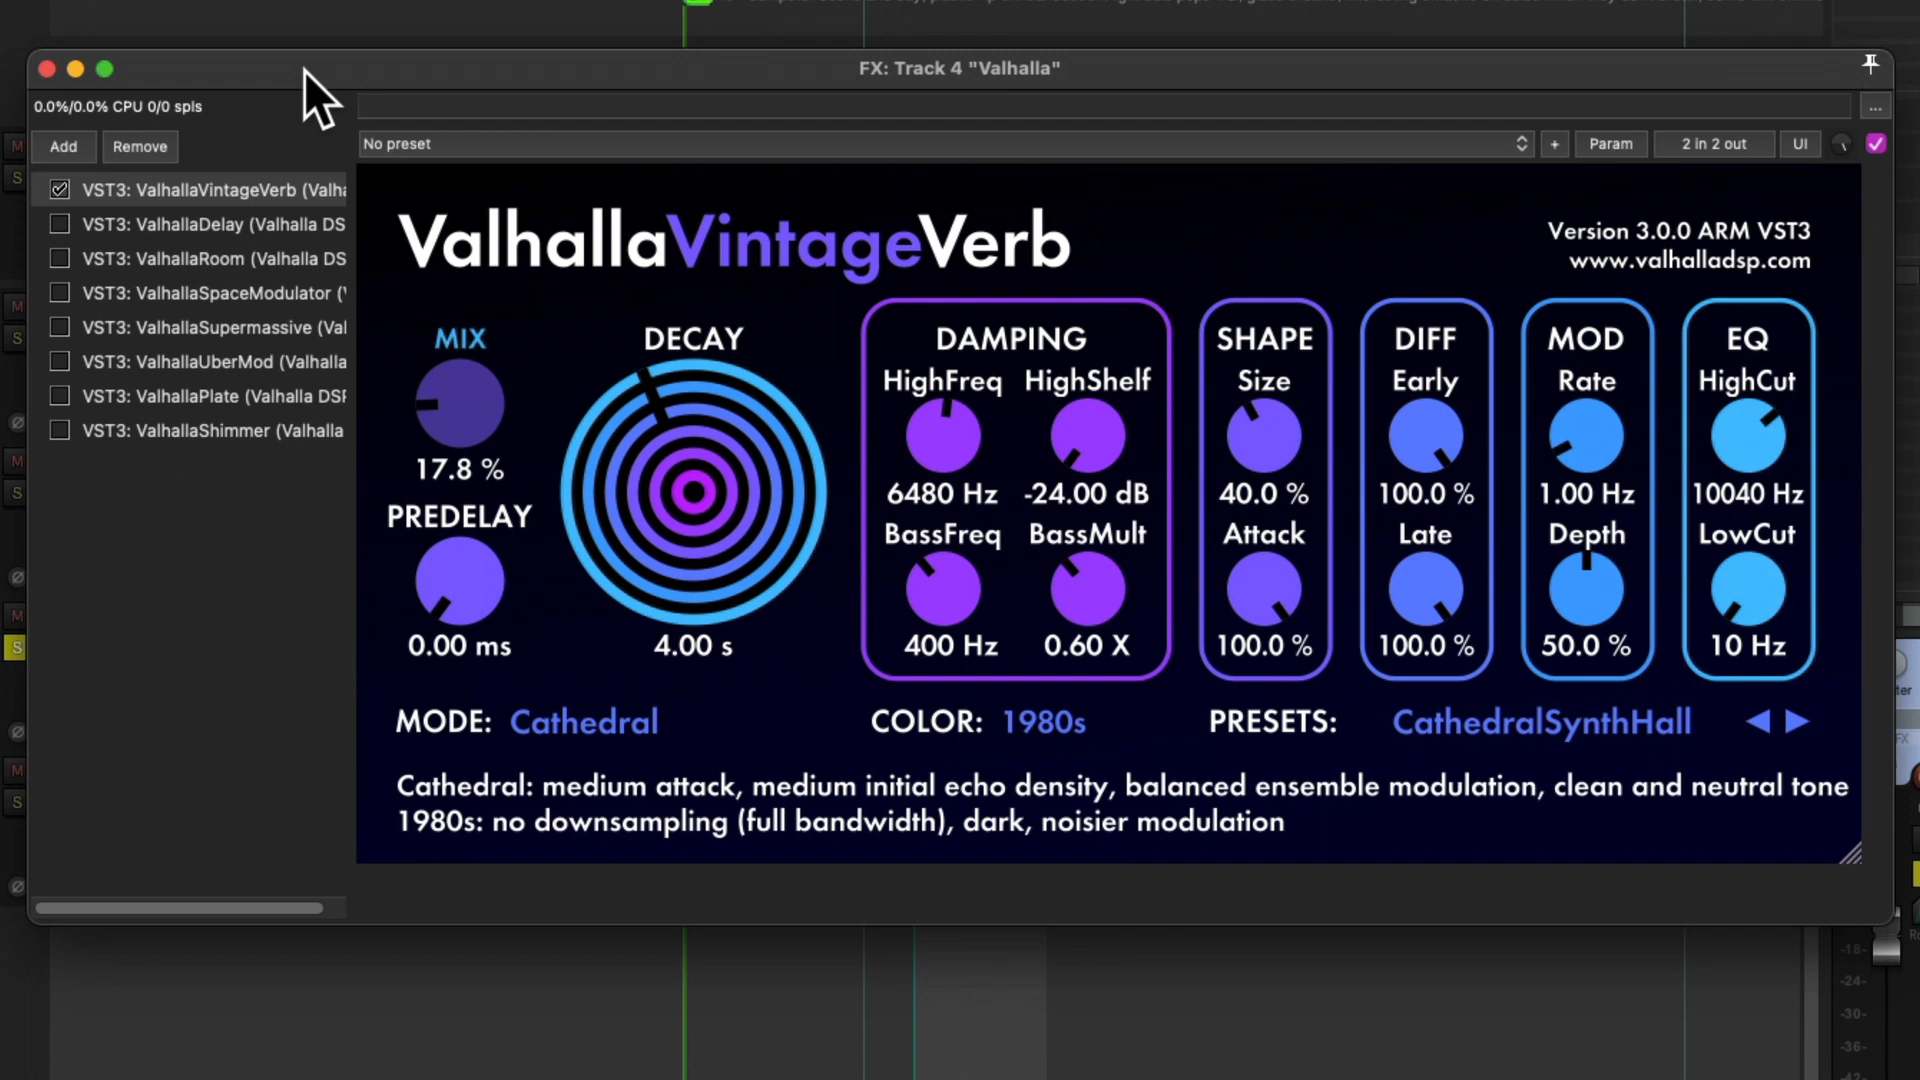 FX: Track 4 "Valhalla"
0.0%/0.0% CPU 0/0 spls
...
Add Remove
No preset
+ Param 2 in 2 out UI
VST3: ValhallaVintageVerb (Valha
VST3: ValhallaDelay (Valhalla DS
VST3: ValhallaRoom (Valhalla DS
VST3: ValhallaSpaceModulator (V
VST3: ValhallaSupermassive (Val
VST3: ValhallaUberMod (Valhalla
VST3: ValhallaPlate (Valhalla DSP
VST3: ValhallaShimmer (Valhalla
ValhallaVintageVerb
Version 3.0.0 ARM VST3
www.valhalladsp.com
MIX
17.8 %
PREDELAY
0.00 ms
DECAY
4.00 s
DAMPING
HighFreq HighShelf
6480 Hz -24.00 dB
BassFreq BassMult
400 Hz 0.60 X
SHAPE
Size
40.0 %
Attack
100.0 %
DIFF
Early
100.0 %
Late
100.0 %
MOD
Rate
1.00 Hz
Depth
50.0 %
EQ
HighCut
10040 Hz
LowCut
10 Hz
MODE: Cathedral
COLOR: 1980s
PRESETS: CathedralSynthHall
Cathedral: medium attack, medium initial echo density, balanced ensemble modulation, clean and neutral tone
1980s: no downsampling (full bandwidth), dark, noisier modulation
M
S
M
S
M
S
M
S
M
S
-18-
-24-
-30-
-36-